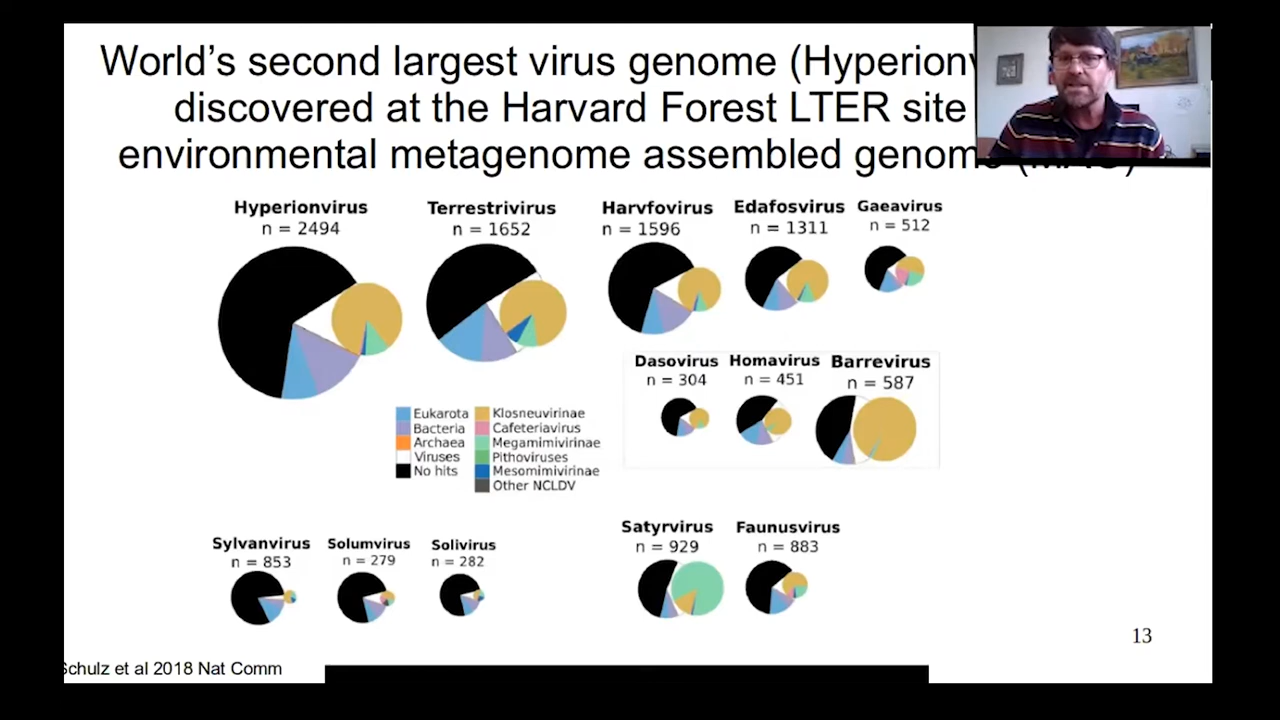 World's second largest virus genome (Hyperionv
discovered at the Harvard Forest LTER site
environmental metagenome assembled genome
Hyperionvirus
n = 2494
Terrestrivirus
n = 1652
Harvfovirus
n = 1596
Edafosvirus
n = 1311
Gaeavirus
n = 512
Dasovirus
n = 304
Homavirus
n = 451
Barrevirus
n = 587
Eukarota
Bacteria
Archaea
Viruses
No hits
Klosneuvirinae
Cafeteriavirus
Megamimivirinae
Pithoviruses
Mesomimivirinae
Other NCLDV
Sylvanvirus
n = 853
Solumvirus
n = 279
Solivirus
n = 282
Satyrvirus
n = 929
Faunusvirus
n = 883
13
Schulz et al 2018 Nat Comm